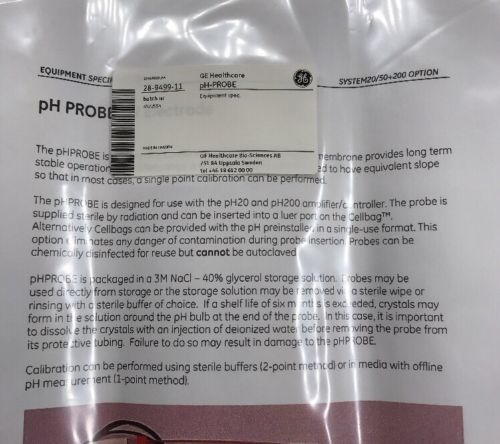 EQUIPMENT
SYSTEM20/50+200 OPTION
GE Healthcare
28-9499-11
pH-PROBE
batch nr
Equipment spec.
GE Healthcare Bio-Sciences AB
751 84 Uppsala Sweden
Tel +46 18 612 00 00
pH PROBE
The pHPROBE is
membrane provides long term
stable operation
to have equivalent slope
so that in most cases, a single point calibration can be performed.
The pHPROBE is designed for use with the pH20 and pH200 amplifier/controller. The probe is
supplied sterile by radiation and can be inserted into a luer port on the Cellbag™.
Alternatively Cellbags can be provided with the pH preinstalled in a single-use format. This
option eliminates any danger of contamination during probe insertion. Probes can be
chemically disinfected for reuse but cannot be autoclaved
pHPROBE is packaged in a 3M NaCl – 40% glycerol storage solution. Probes may be
used directly from storage or the storage solution may be removed via a sterile wipe or
rinsing with a sterile buffer of choice. If a shelf life of six months is exceeded, crystals may
form in the solution around the pH bulb at the end of the probe. In this case, it is important
to dissolve the crystals with an injection of deionized water before removing the probe from
its protective tubing. Failure to do so may result in damage to the pHPROBE.
Calibration can be performed using sterile buffers (2-point method) or in media with offline
pH measurement (1-point method).